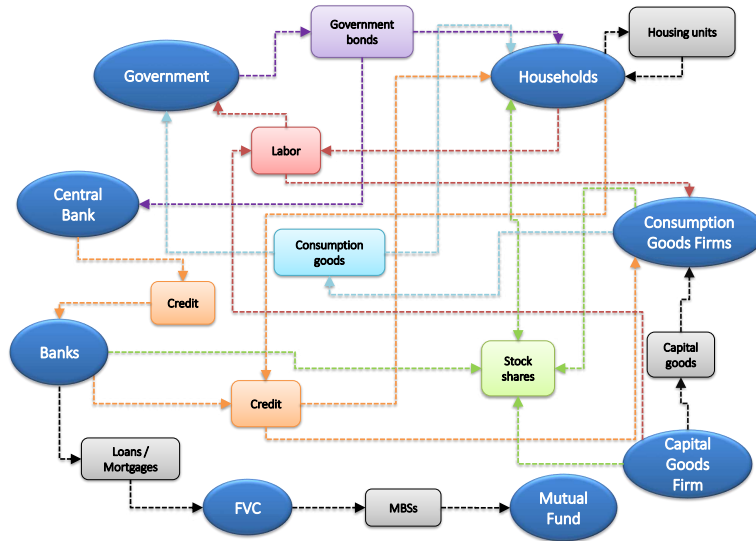 Government
bonds
Housing units
Government
Households
Labor
Central
Bank
Consumption
Goods Firms
Consumption
goods
Credit
Banks
Stock
shares
Capital
goods
Credit
Loans /
Mortgages
Capital
Goods
Firm
FVC
MBSs
Mutual
Fund